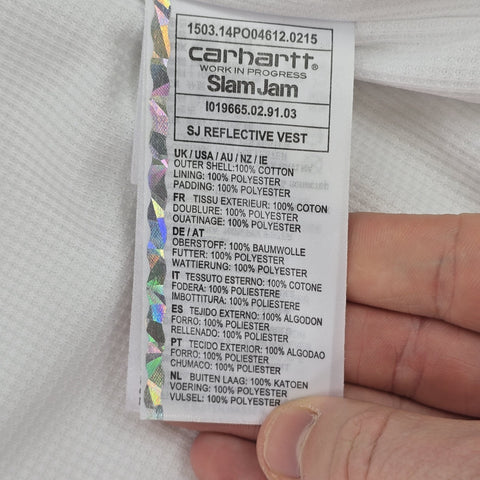 1503.14PO04612.0215
carhartt®
WORK IN PROGRESS
SlamJam
I019665.02.91.03
SJ REFLECTIVE VEST
UK / USA / AU / NZ / IE
OUTER SHELL:100% COTTON
LINING: 100% POLYESTER
PADDING: 100% POLYESTER
FR TISSU EXTERIEUR: 100% COTON
DOUBLURE: 100% POLYESTER
OUATINAGE: 100% POLYESTER
DE / AT
OBERSTOFF: 100% BAUMWOLLE
FUTTER: 100% POLYESTER
WATTIERUNG: 100% POLYESTER
IT TESSUTO ESTERNO: 100% COTONE
FODERA: 100% POLIESTERE
IMBOTTITURA: 100% POLIESTERE
ES TEJIDO EXTERNO: 100% ALGODON
FORRO: 100% POLIESTER
RELLENADO: 100% POLIESTER
PT TECIDO EXTERIOR: 100% ALGODAO
FORRO: 100% POLIESTER
CHUMACO: 100% POLIESTER
NL BUITEN LAAG: 100% KATOEN
VOERING: 100% POLYESTER
VULSEL: 100% POLYESTER